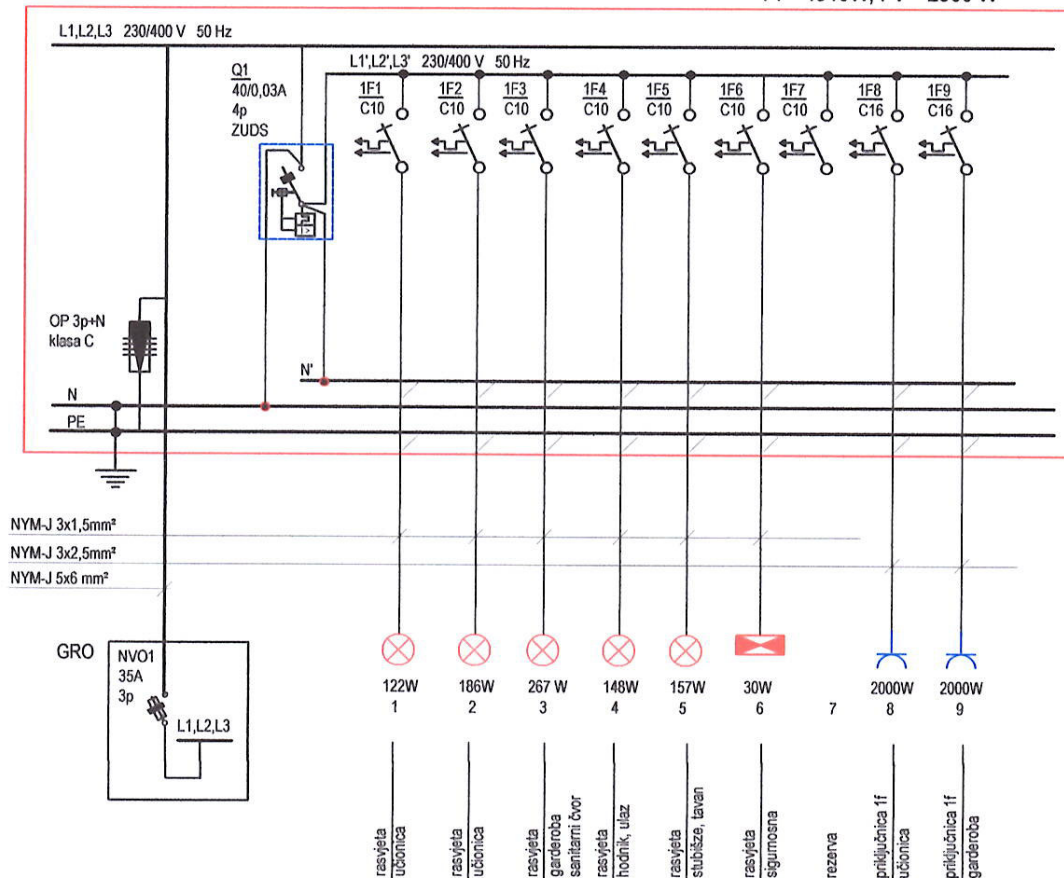 L1,L2,L3 230/400 V 50 Hz
L1',L2',L3' 230/400 V 50 Hz
Q1
40/0,03A
4p
ZUDS
1F1
C10
1F2
C10
1F3
C10
1F4
C10
1F5
C10
1F6
C10
1F7
C10
1F8
C16
1F9
C16
OP 3p+N
klasa C
N'
N
PE
NYM-J 3x1,5mm²
NYM-J 3x2,5mm²
NYM-J 5x6 mm²
GRO
NVO1
35A
3p
L1,L2,L3
122W
1
186W
2
267 W
3
148W
4
157W
5
30W
6
7
2000W
8
2000W
9
rasvjeta
učionica
rasvjeta
učionica
rasvjeta
garderoba
sanitarni čvor
rasvjeta
hodnik, ulaz
rasvjeta
stubišze, tavan
rasvjeta
sigurnosna
rezerva
priključnica 1f
učionica
priključnica 1f
garderoba